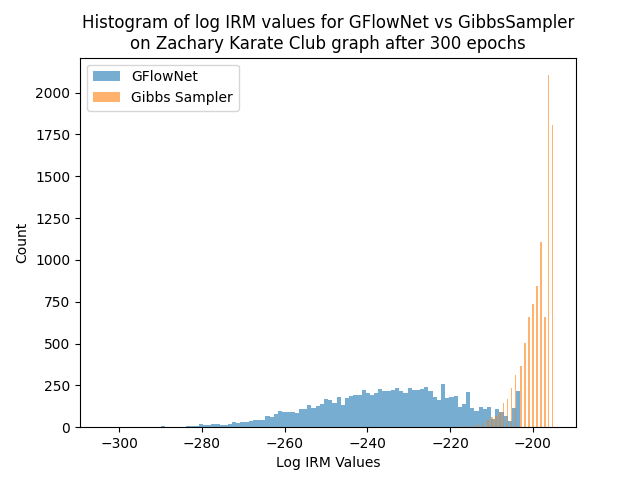 Histogram of log IRM values for GFlowNet vs GibbsSampler
on Zachary Karate Club graph after 300 epochs
GFlowNet
Gibbs Sampler
Count
2000
1750
1500
1250
1000
750
500
250
0
−300
−280
−260
−240
−220
−200
Log IRM Values